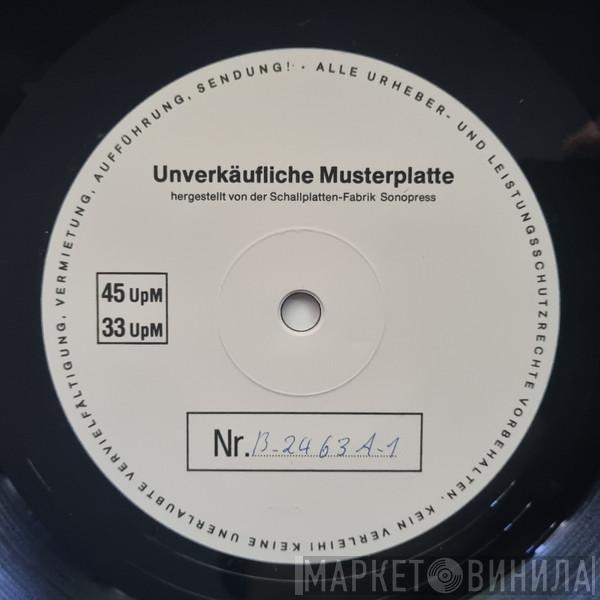 ALLE URHEBER- UND LEISTUNGSSCHUTZRECHTE VORBEHALTEN. KEIN VERLEIH! KEINE UNERLAUBTE VERVIELFÄLTIGUNG, VERMIETUNG, AUFFÜHRUNG, SENDUNG! ·
Unverkäufliche Musterplatte
hergestellt von der Schallplatten-Fabrik Sonopress
45 UpM
33 UpM
Nr. B-2463 A-1
МАРКЕТ ВИНИЛА